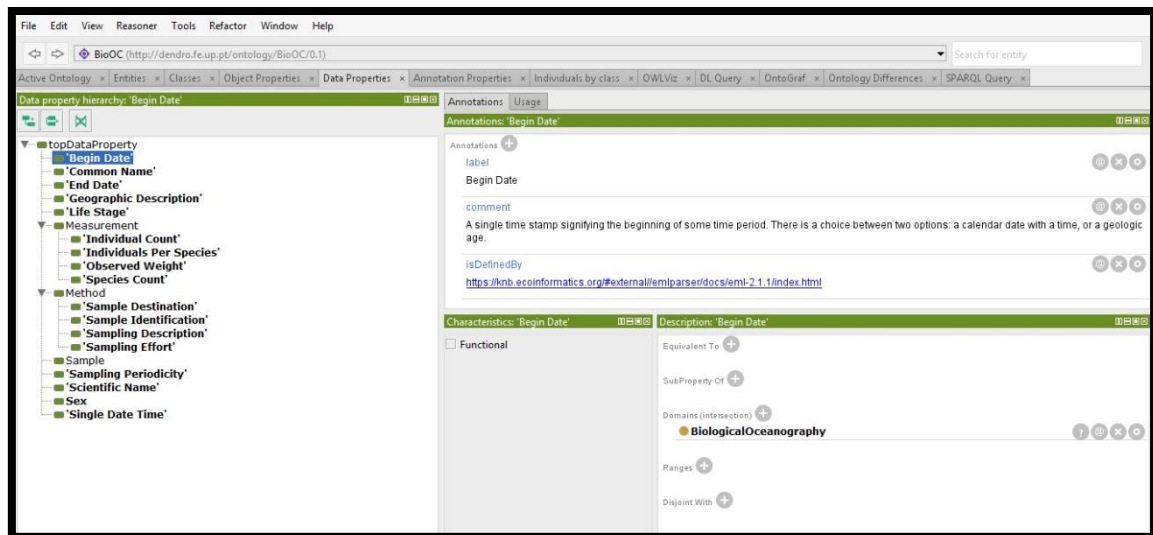 File Edit View Reasoner Tools Refactor Window Help
BioOC (http://dendro.fe.up.pt/ontology/BioOC/0.1)
Search for entity
Active Ontology × Entities × Classes × Object Properties × Data Properties × Annotation Properties × Individuals by class × OWLViz × DL Query × OntoGraf × Ontology Differences × SPARQL Query ×
Data property hierarchy: 'Begin Date'
topDataProperty
'Begin Date'
'Common Name'
'End Date'
'Geographic Description'
'Life Stage'
Measurement
'Individual Count'
'Individuals Per Species'
'Observed Weight'
'Species Count'
Method
'Sample Destination'
'Sample Identification'
'Sampling Description'
'Sampling Effort'
Sample
'Sampling Periodicity'
'Scientific Name'
Sex
'Single Date Time'
Annotations Usage
Annotations: 'Begin Date'
Annotations
label
Begin Date
comment
A single time stamp signifying the beginning of some time period. There is a choice between two options: a calendar date with a time, or a geologic
age.
isDefinedBy
https://knb.ecoinformatics.org/#external//emlparser/docs/eml-2.1.1/index.html
Characteristics: 'Begin Date'
Functional
Description: 'Begin Date'
Equivalent To
SubProperty Of
Domains (intersection)
BiologicalOceanography
Ranges
Disjoint With